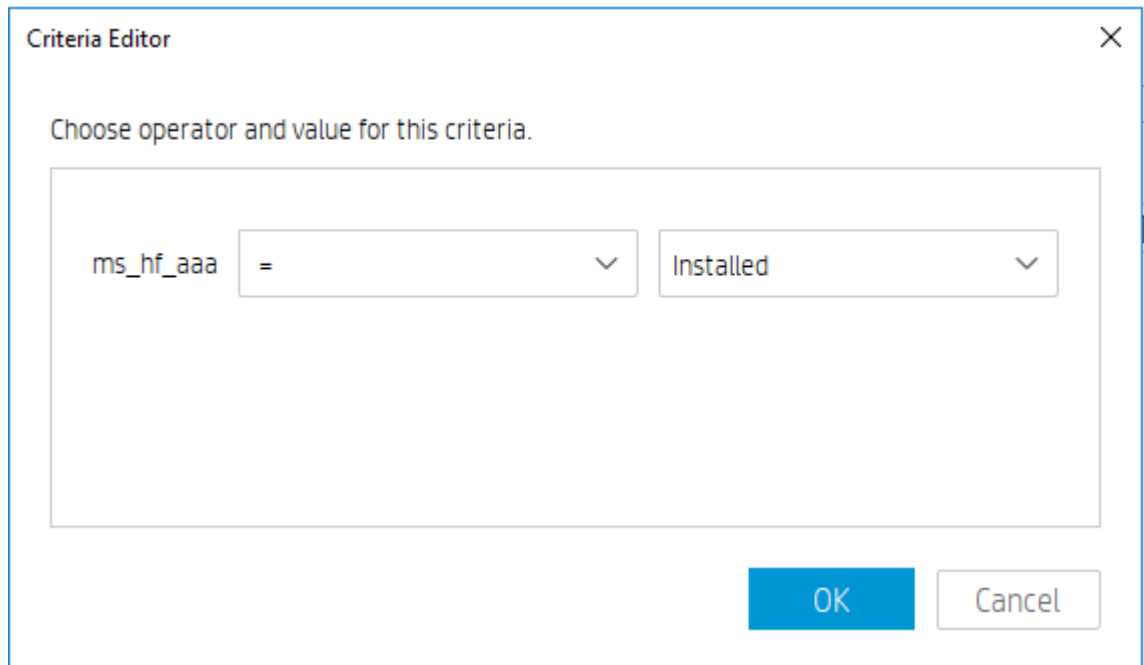 Criteria Editor
Choose operator and value for this criteria.
ms_hf_aaa = Installed
OK Cancel